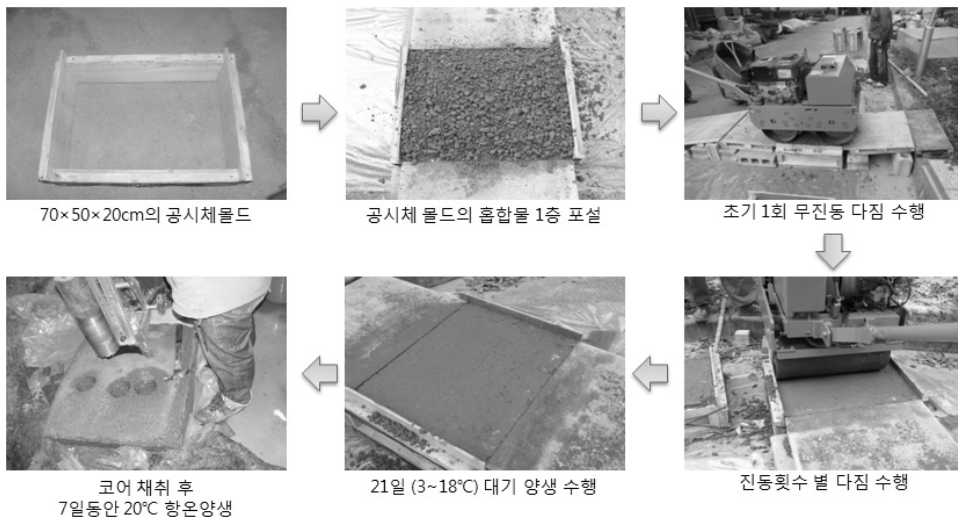 70×50×20cm의 공시체몰드
공시체 몰드의 홉합물 1층 포설
초기 1회 무진동 다짐 수행
진동횟수 별 다짐 수행
21일 (3~18℃) 대기 양생 수행
코어 채취 후
7일동안 20℃ 항온양생